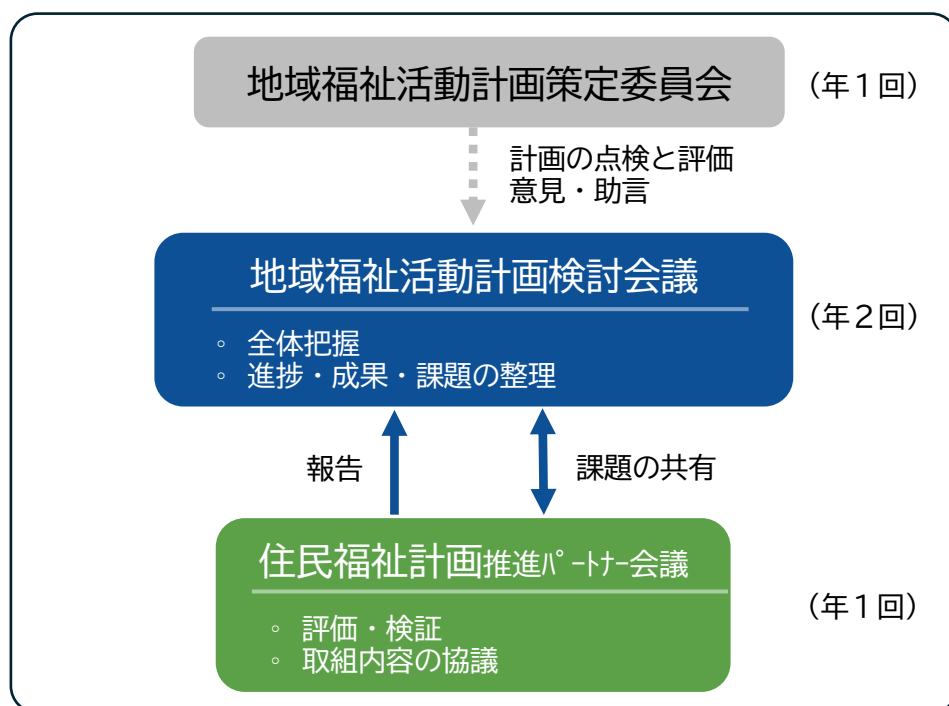 地域福祉活動計画策定委員会
(年1回)
計画の点検と評価
意見・助言
地域福祉活動計画検討会議
(年2回)
◦ 全体把握
◦ 進捗・成果・課題の整理
報告
課題の共有
住民福祉計画推進ﾊﾟｰﾄﾅｰ会議
(年1回)
◦ 評価・検証
◦ 取組内容の協議